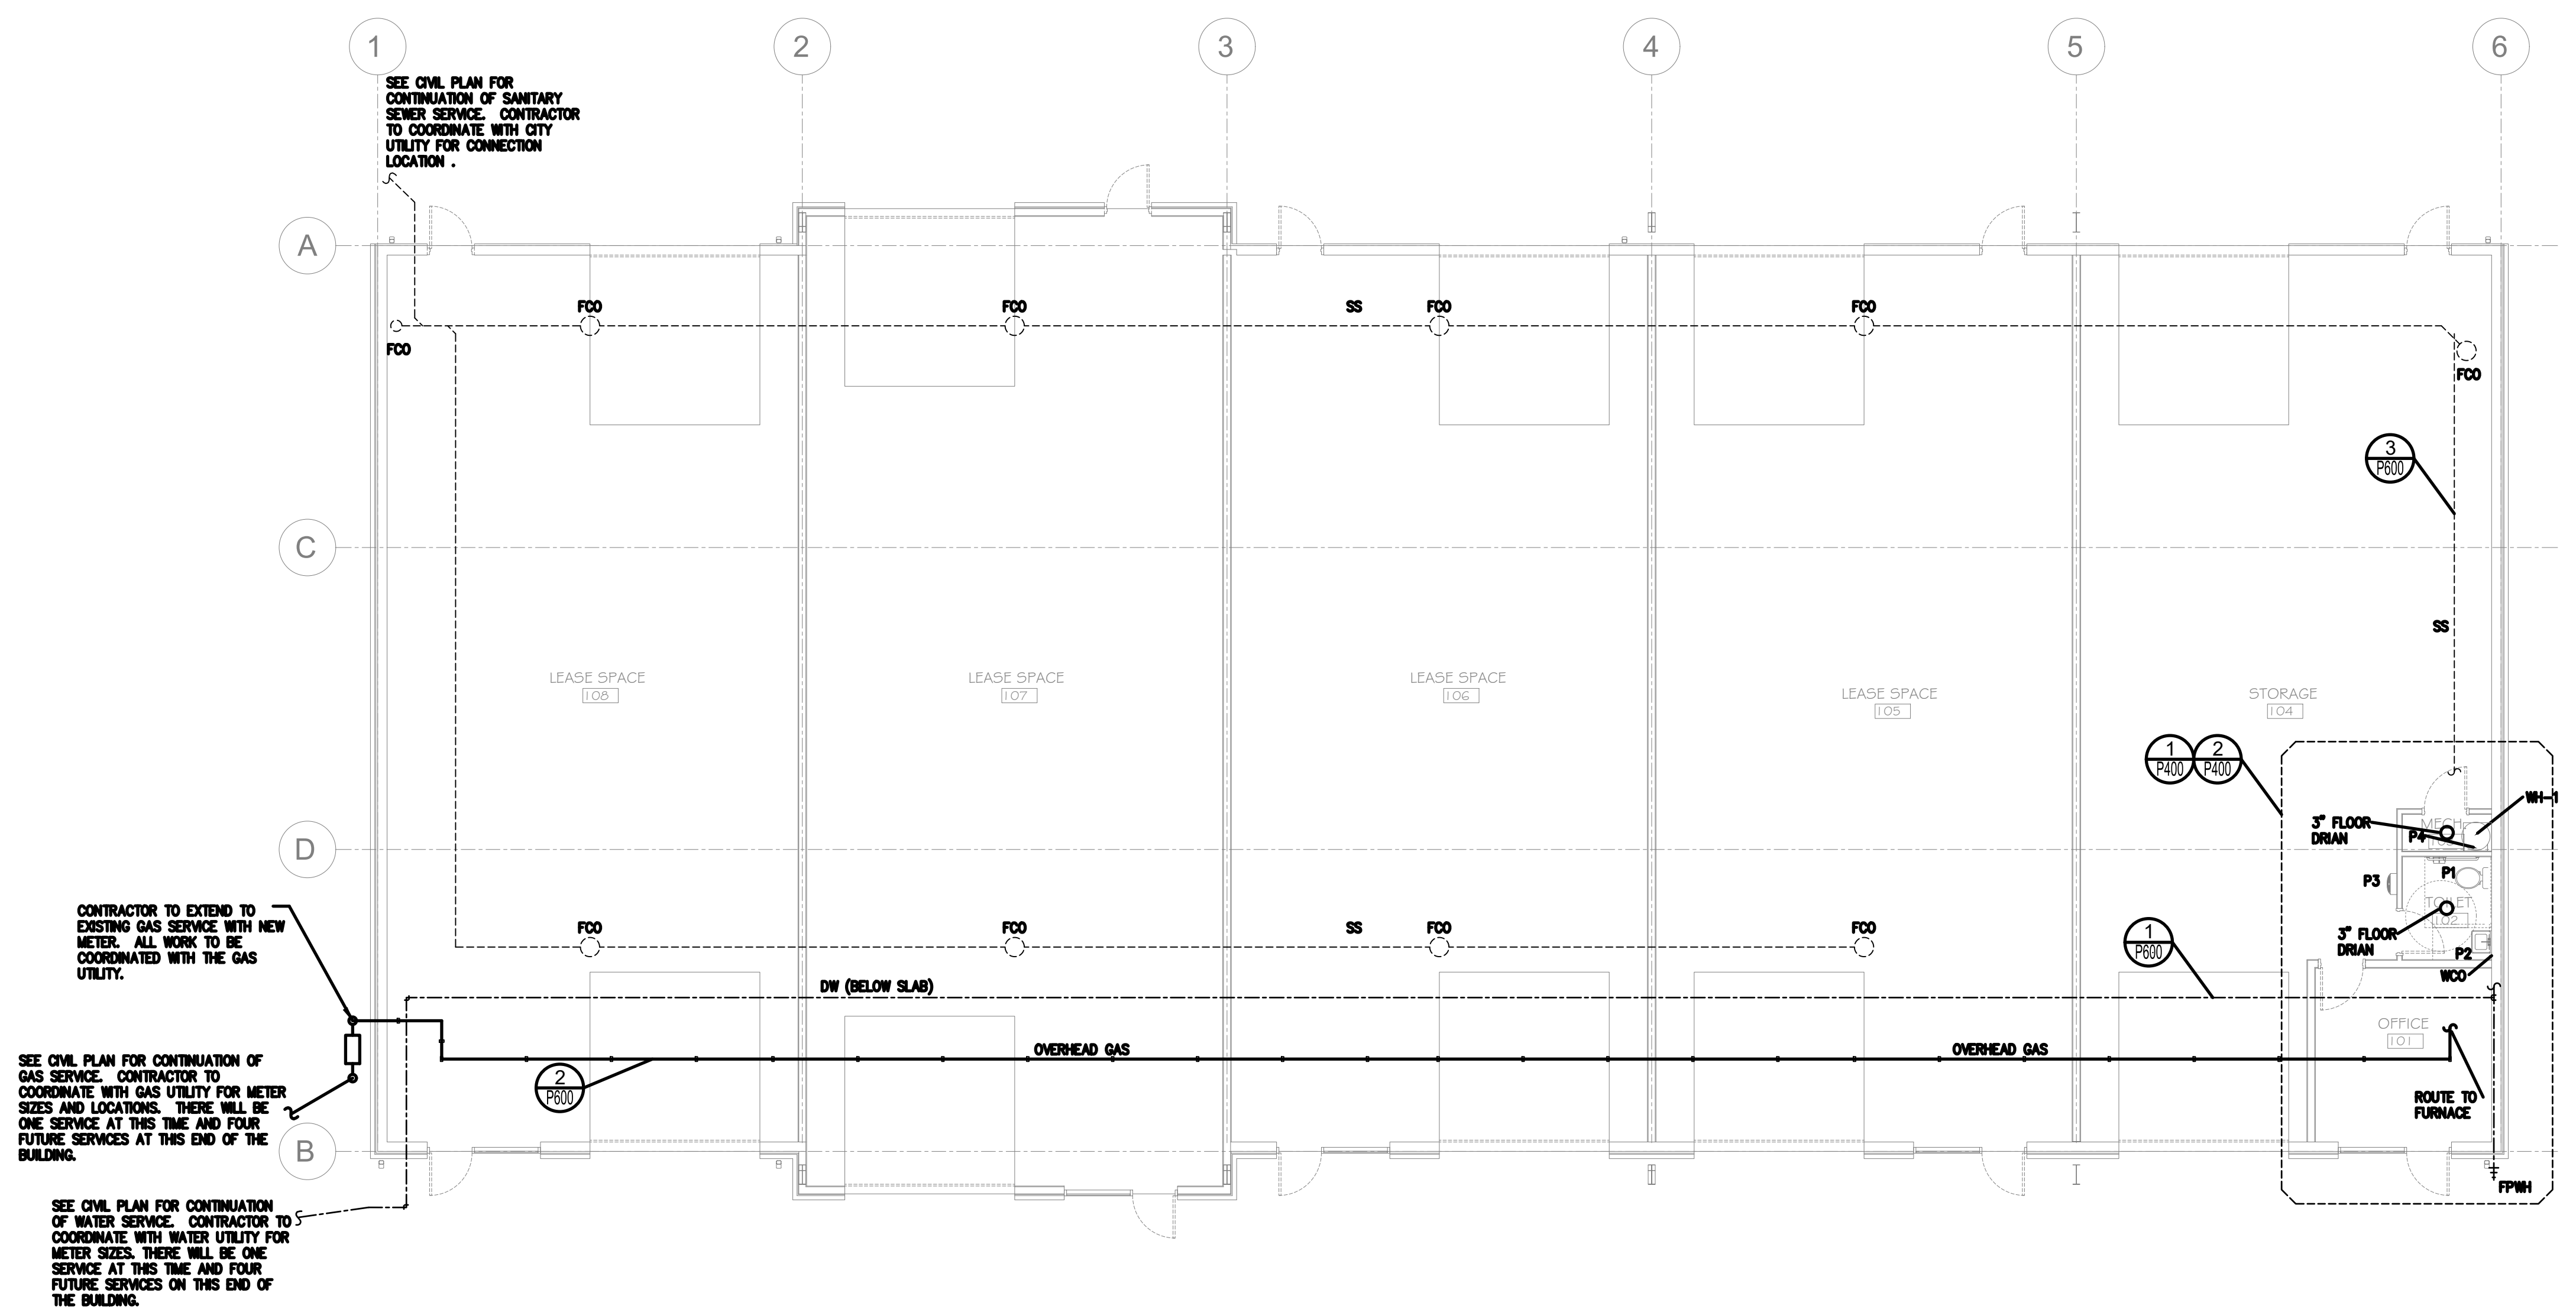 1
2
3
4
5
6
SEE CIVIL PLAN FOR
CONTINUATION OF SANITARY
SEWER SERVICE. CONTRACTOR
TO COORDINATE WITH CITY
UTILITY FOR CONNECTION
LOCATION .
A
FCO
FCO
SS
FCO
FCO
FCO
FCO
3
P600
C
SS
LEASE SPACE
108
LEASE SPACE
107
LEASE SPACE
106
LEASE SPACE
105
STORAGE
104
1
P400
2
P400
WH-1
3" FLOOR
DRIAN
MECH
P4
D
P1
P3
TOILET
102
3" FLOOR
DRIAN
P2
WCO
CONTRACTOR TO EXTEND TO
EXISTING GAS SERVICE WITH NEW
METER. ALL WORK TO BE
COORDINATED WITH THE GAS
UTILITY.
FCO
FCO
SS
FCO
FCO
1
P600
DW (BELOW SLAB)
OFFICE
101
OVERHEAD GAS
OVERHEAD GAS
SEE CIVIL PLAN FOR CONTINUATION OF
GAS SERVICE. CONTRACTOR TO
COORDINATE WITH GAS UTILITY FOR METER
SIZES AND LOCATIONS. THERE WILL BE
ONE SERVICE AT THIS TIME AND FOUR
FUTURE SERVICES AT THIS END OF THE
BUILDING.
2
P600
ROUTE TO
FURNACE
B
FPWH
SEE CIVIL PLAN FOR CONTINUATION
OF WATER SERVICE. CONTRACTOR TO
COORDINATE WITH WATER UTILITY FOR
METER SIZES. THERE WILL BE ONE
SERVICE AT THIS TIME AND FOUR
FUTURE SERVICES ON THIS END OF
THE BUILDING.